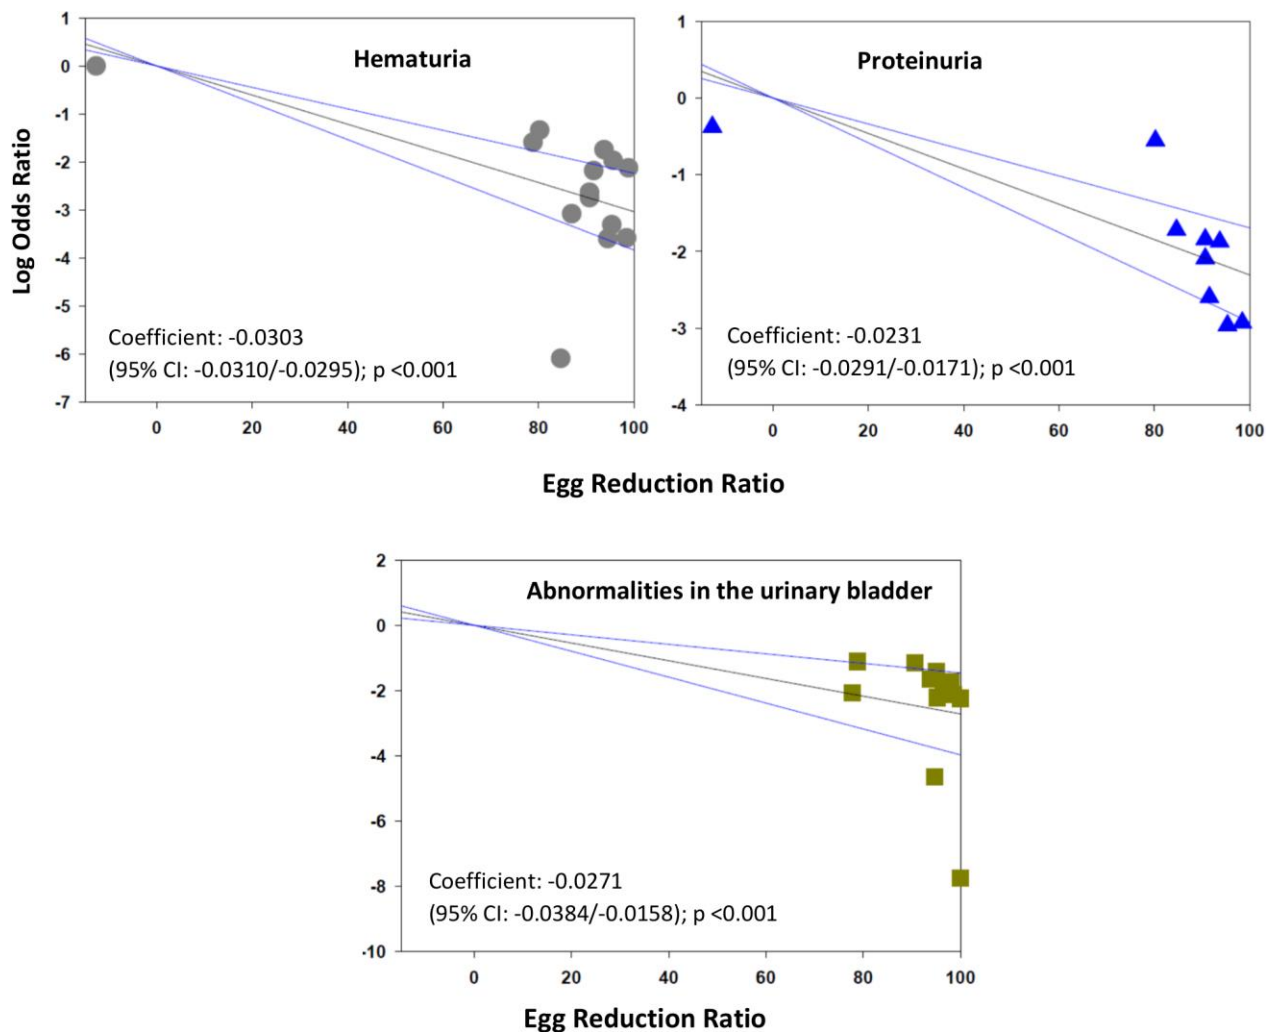 Hematuria
Log Odds Ratio
1
0
-1
-2
-3
-4
-5
-6
-7
Coefficient: -0.0303
(95% CI: -0.0310/-0.0295); p <0.001
0 20 40 60 80 100
Proteinuria
1
0
-1
-2
-3
-4
Coefficient: -0.0231
(95% CI: -0.0291/-0.0171); p <0.001
0 20 40 60 80 100
Egg Reduction Ratio
Abnormalities in the urinary bladder
2
0
-2
-4
-6
-8
-10
Coefficient: -0.0271
(95% CI: -0.0384/-0.0158); p <0.001
0 20 40 60 80 100
Egg Reduction Ratio